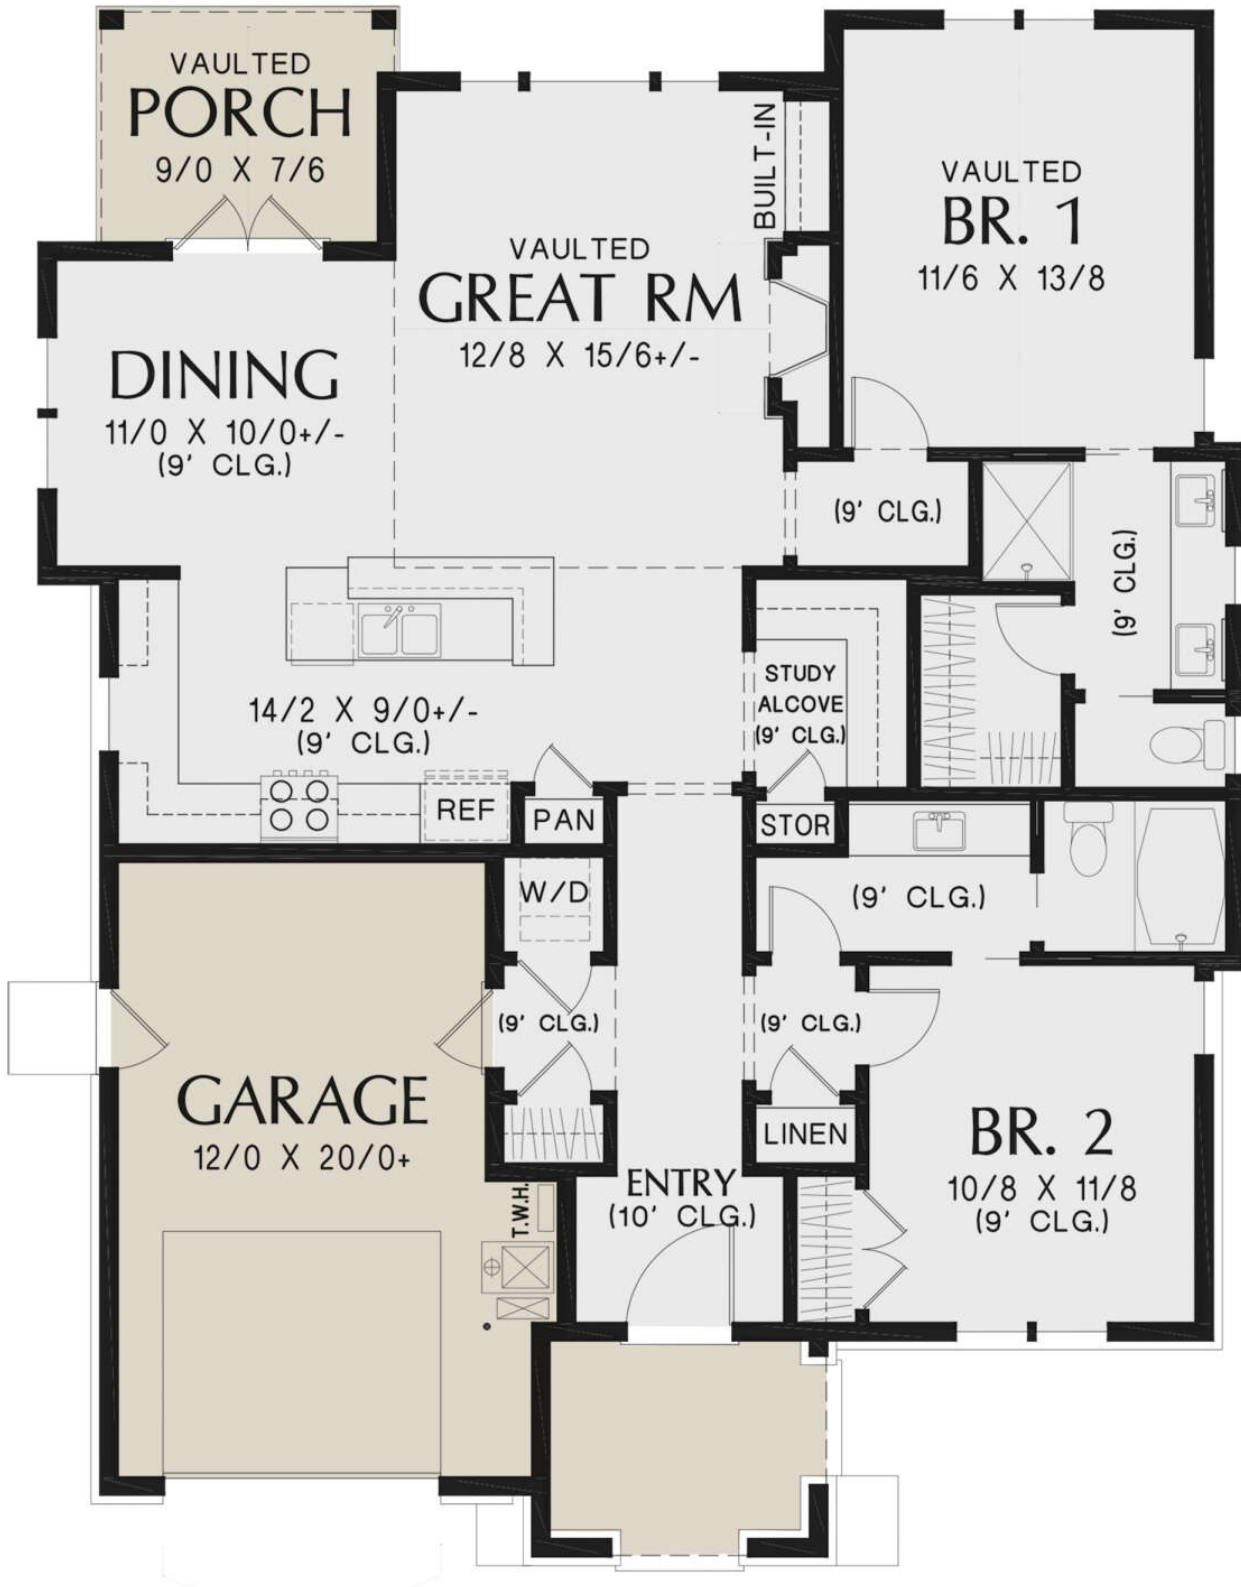 VAULTED
PORCH
9/0 X 7/6
BUILT-IN
VAULTED
BR. 1
11/6 X 13/8
VAULTED
GREAT RM
12/8 X 15/6+/-
DINING
11/0 X 10/0+/-
(9' CLG.)
(9' CLG.)
(9' CLG.)
STUDY
ALCOVE
(9' CLG.)
14/2 X 9/0+/-
(9' CLG.)
REF
PAN
STOR
W/D
(9' CLG.)
(9' CLG.)
(9' CLG.)
GARAGE
12/0 X 20/0+
LINEN
BR. 2
10/8 X 11/8
(9' CLG.)
T.W.H.
ENTRY
(10' CLG.)